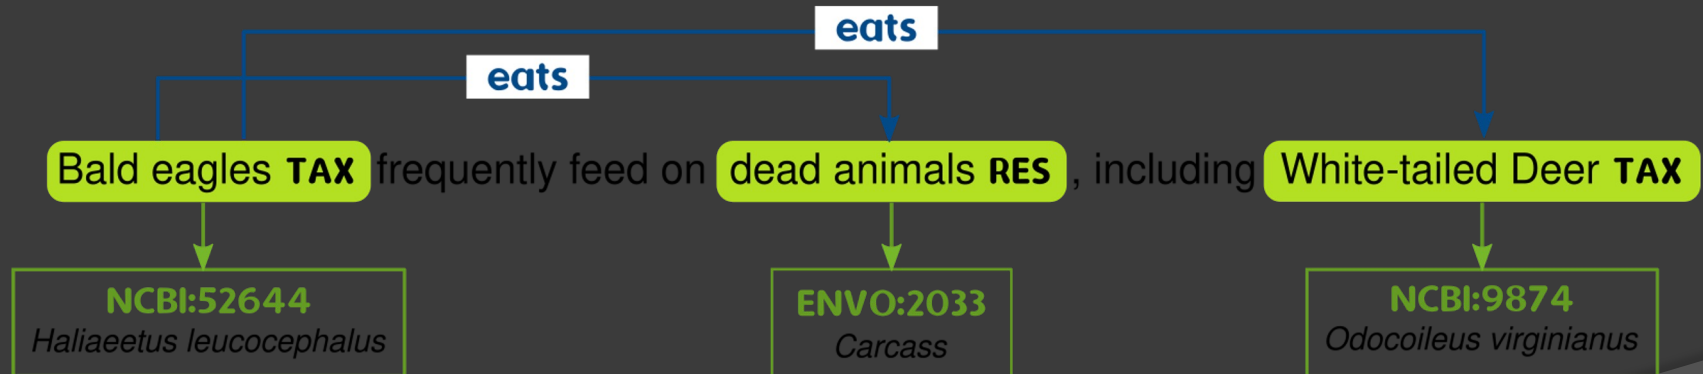 eats
eats
Bald eagles TAX frequently feed on dead animals RES , including White-tailed Deer TAX
NCBI:52644
Haliaeetus leucocephalus
ENVO:2033
Carcass
NCBI:9874
Odocoileus virginianus